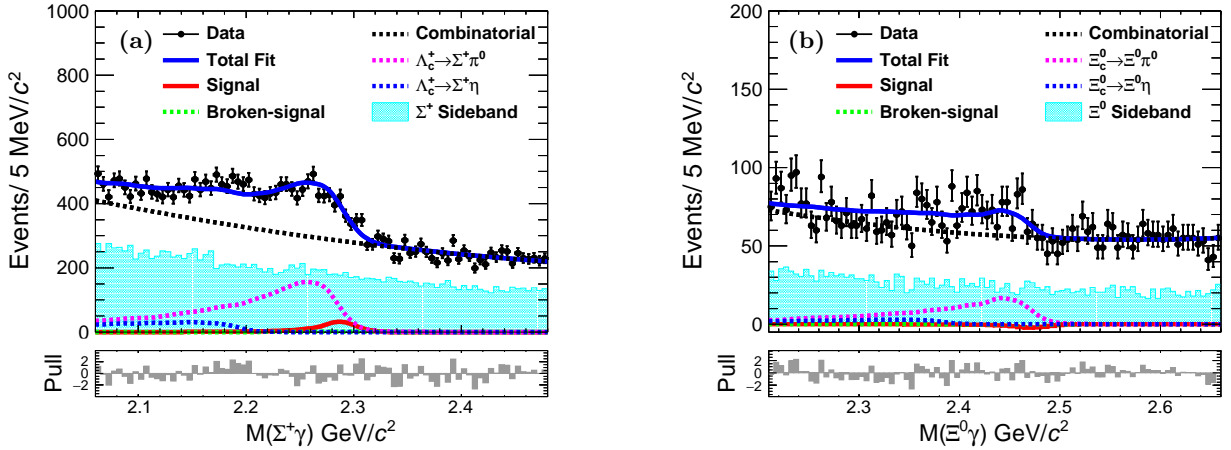 (a)
Data
Combinatorial
Total Fit
Λc+→Σ+π0
Signal
Λc+→Σ+η
Broken-signal
Σ+ Sideband
Events/ 5 MeV/c2
1000
800
600
400
200
0
Pull
2
0
−2
2.1 2.2 2.3 2.4
M(Σ+γ) GeV/c2
(b)
Data
Combinatorial
Total Fit
Ξc0→Ξ0π0
Signal
Ξc0→Ξ0η
Broken-signal
Ξ0 Sideband
Events/ 5 MeV/c2
200
150
100
50
0
Pull
2
0
−2
2.3 2.4 2.5 2.6
M(Ξ0γ) GeV/c2